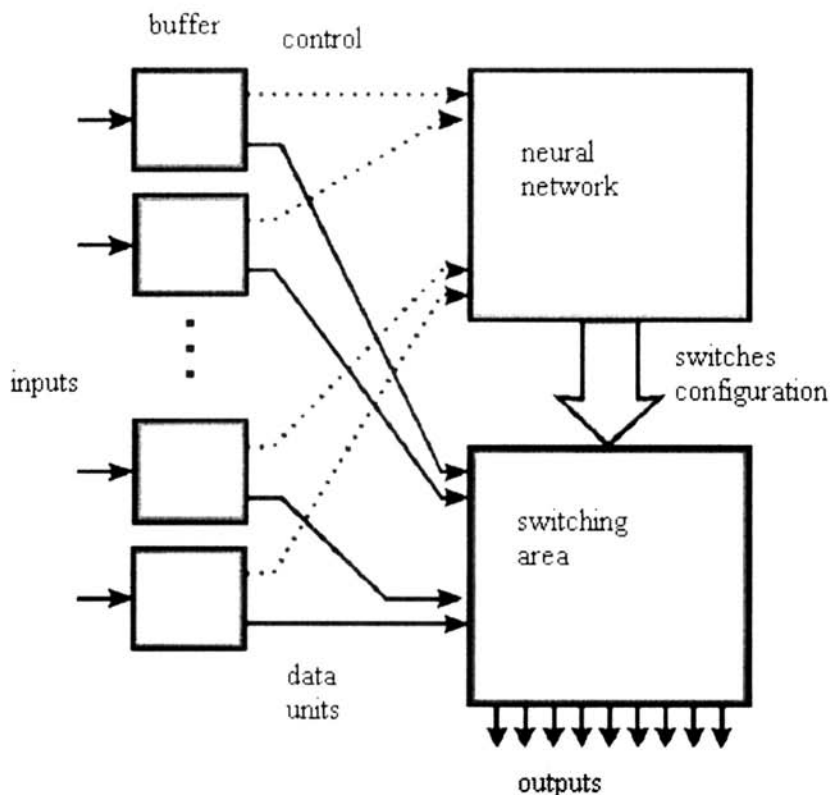 buffer
control
neural
network
inputs
switches
configuration
switching
area
data
units
outputs